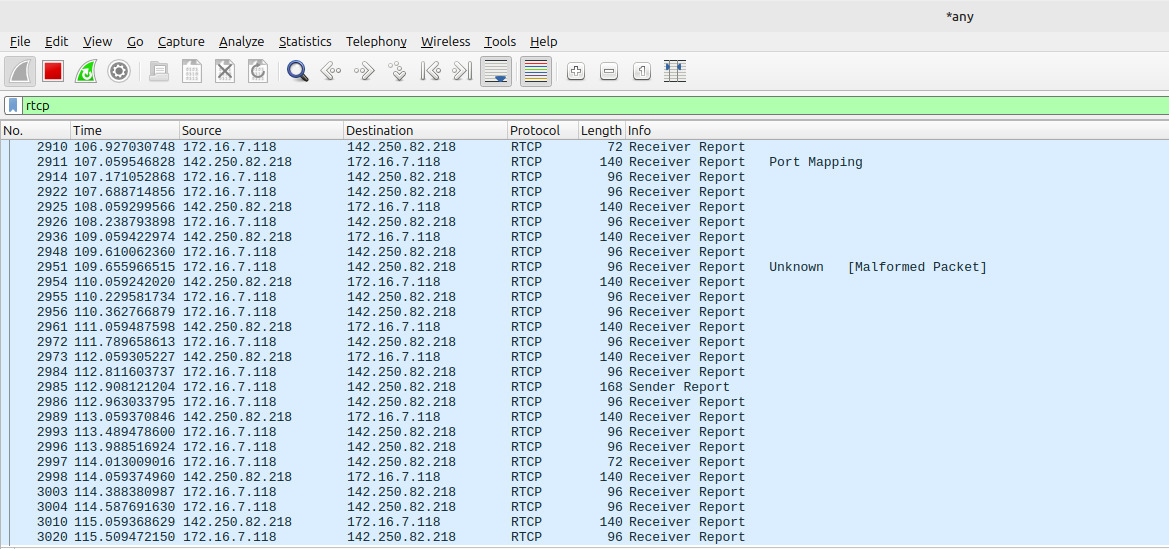 *any
File Edit View Go Capture Analyze Statistics Telephony Wireless Tools Help
rtcp
No. Time Source Destination Protocol Length Info
2910 106.927030748 172.16.7.118 142.250.82.218 RTCP 72 Receiver Report
2911 107.059546828 142.250.82.218 172.16.7.118 RTCP 140 Receiver Report Port Mapping
2914 107.171052868 172.16.7.118 142.250.82.218 RTCP 96 Receiver Report
2922 107.688714856 172.16.7.118 142.250.82.218 RTCP 96 Receiver Report
2925 108.059299566 142.250.82.218 172.16.7.118 RTCP 140 Receiver Report
2926 108.238793898 172.16.7.118 142.250.82.218 RTCP 96 Receiver Report
2936 109.059422974 142.250.82.218 172.16.7.118 RTCP 140 Receiver Report
2948 109.610062360 172.16.7.118 142.250.82.218 RTCP 96 Receiver Report
2951 109.655966515 172.16.7.118 142.250.82.218 RTCP 96 Receiver Report Unknown [Malformed Packet]
2954 110.059242020 142.250.82.218 172.16.7.118 RTCP 140 Receiver Report
2955 110.229581734 172.16.7.118 142.250.82.218 RTCP 96 Receiver Report
2956 110.362766879 172.16.7.118 142.250.82.218 RTCP 96 Receiver Report
2961 111.059487598 142.250.82.218 172.16.7.118 RTCP 140 Receiver Report
2972 111.789658613 172.16.7.118 142.250.82.218 RTCP 96 Receiver Report
2973 112.059305227 142.250.82.218 172.16.7.118 RTCP 140 Receiver Report
2984 112.811603737 172.16.7.118 142.250.82.218 RTCP 96 Receiver Report
2985 112.908121204 172.16.7.118 142.250.82.218 RTCP 168 Sender Report
2986 112.963033795 172.16.7.118 142.250.82.218 RTCP 96 Receiver Report
2989 113.059370846 142.250.82.218 172.16.7.118 RTCP 140 Receiver Report
2993 113.489478600 172.16.7.118 142.250.82.218 RTCP 96 Receiver Report
2996 113.988516924 172.16.7.118 142.250.82.218 RTCP 96 Receiver Report
2997 114.013009016 172.16.7.118 142.250.82.218 RTCP 72 Receiver Report
2998 114.059374960 142.250.82.218 172.16.7.118 RTCP 140 Receiver Report
3003 114.388380987 172.16.7.118 142.250.82.218 RTCP 96 Receiver Report
3004 114.587691630 172.16.7.118 142.250.82.218 RTCP 96 Receiver Report
3010 115.059368629 142.250.82.218 172.16.7.118 RTCP 140 Receiver Report
3020 115.509472150 172.16.7.118 142.250.82.218 RTCP 96 Receiver Report